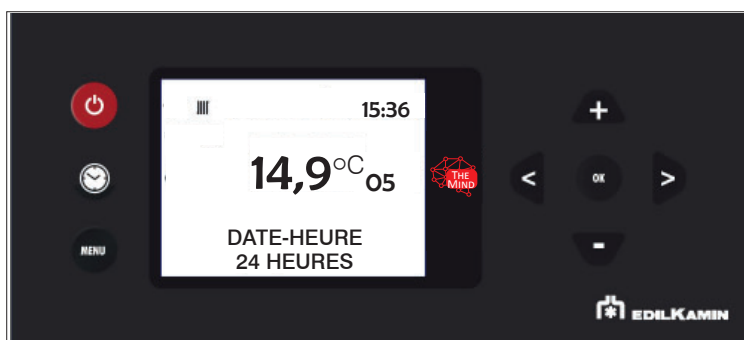 15:36
14,9°C 05
THE
MIND
DATE-HEURE
24 HEURES
MENU
+
< OK >
-
EDILKAMIN